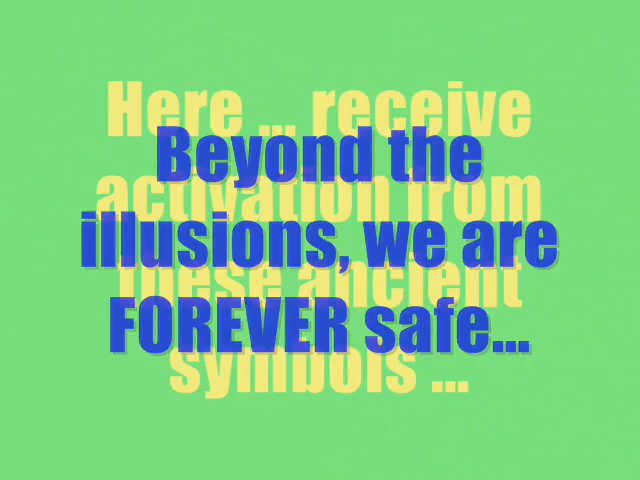 Here ... receive
activation from
these ancient
symbols ...
Beyond the
illusions, we are
FOREVER safe...